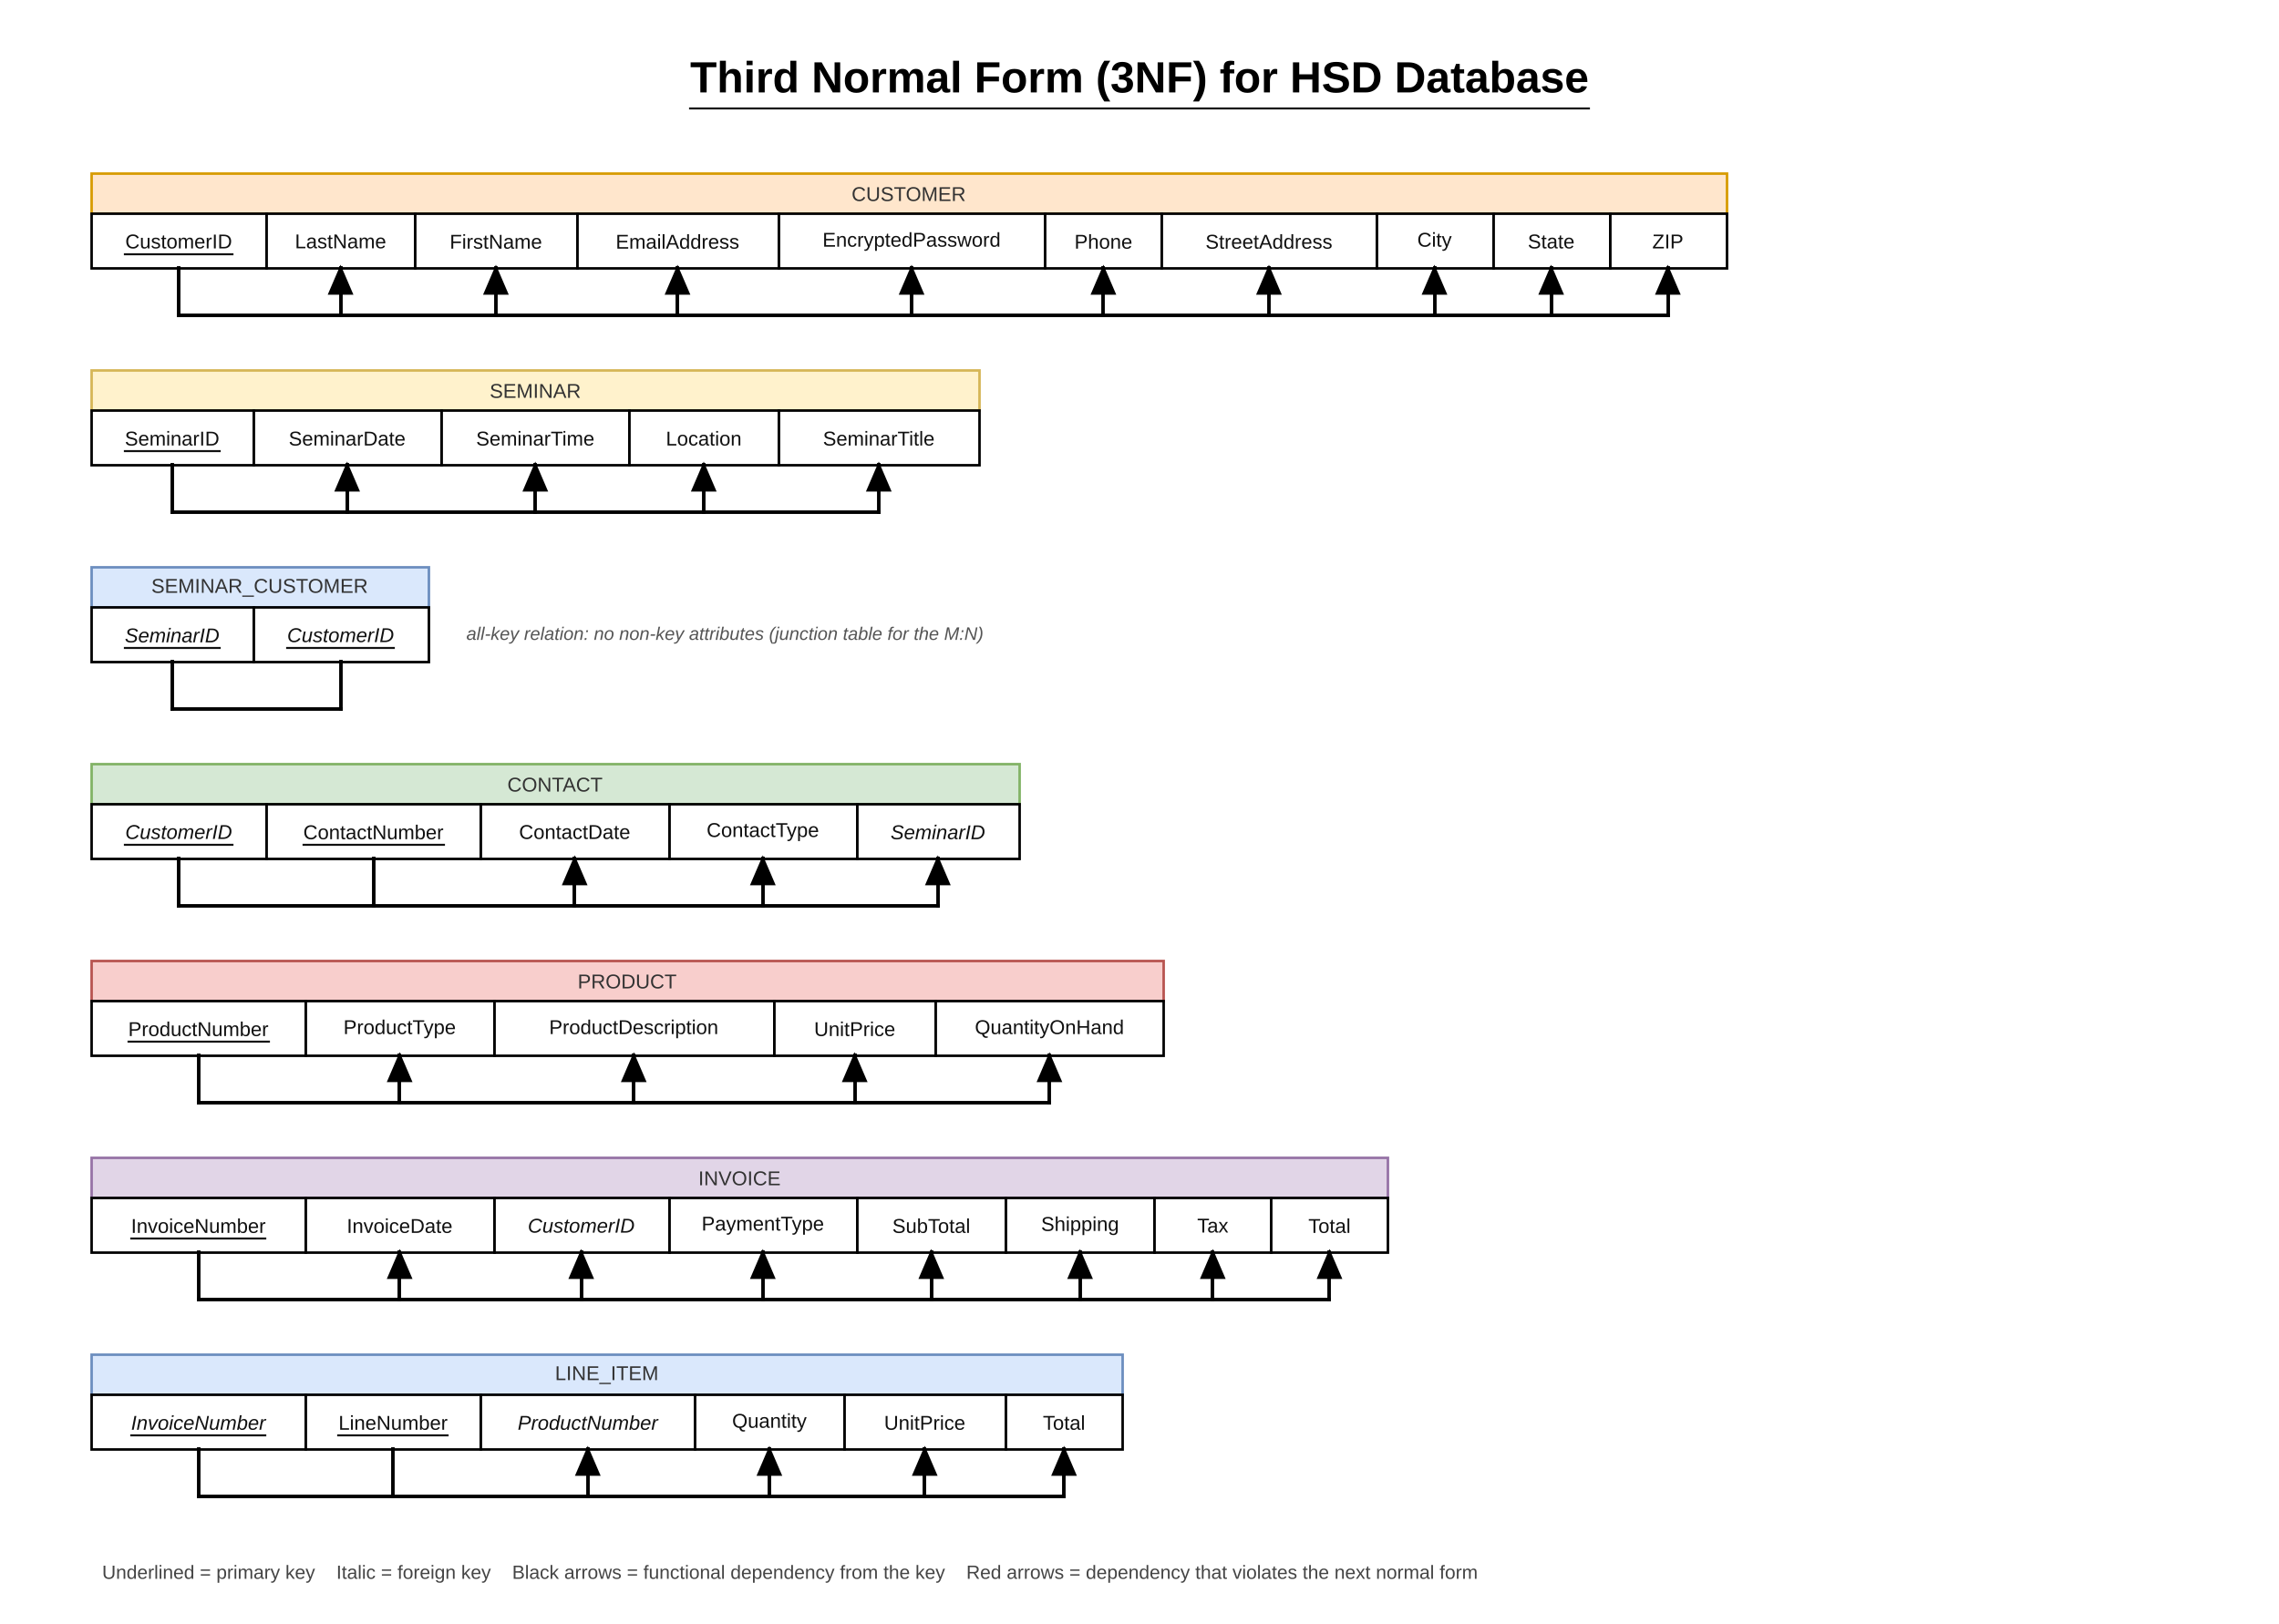 Third Normal Form (3NF) for HSD Database
CUSTOMER
CustomerID LastName FirstName EmailAddress EncryptedPassword Phone StreetAddress City State ZIP
SEMINAR
SeminarID SeminarDate SeminarTime Location SeminarTitle
SEMINAR_CUSTOMER
SeminarID CustomerID all-key relation: no non-key attributes (junction table for the M:N)
CONTACT
CustomerID ContactNumber ContactDate ContactType SeminarID
PRODUCT
ProductNumber ProductType ProductDescription UnitPrice QuantityOnHand
INVOICE
InvoiceNumber InvoiceDate CustomerID PaymentType SubTotal Shipping Tax Total
LINE_ITEM
InvoiceNumber LineNumber ProductNumber Quantity UnitPrice Total
Underlined = primary key Italic = foreign key Black arrows = functional dependency from the key Red arrows = dependency that violates the next normal form